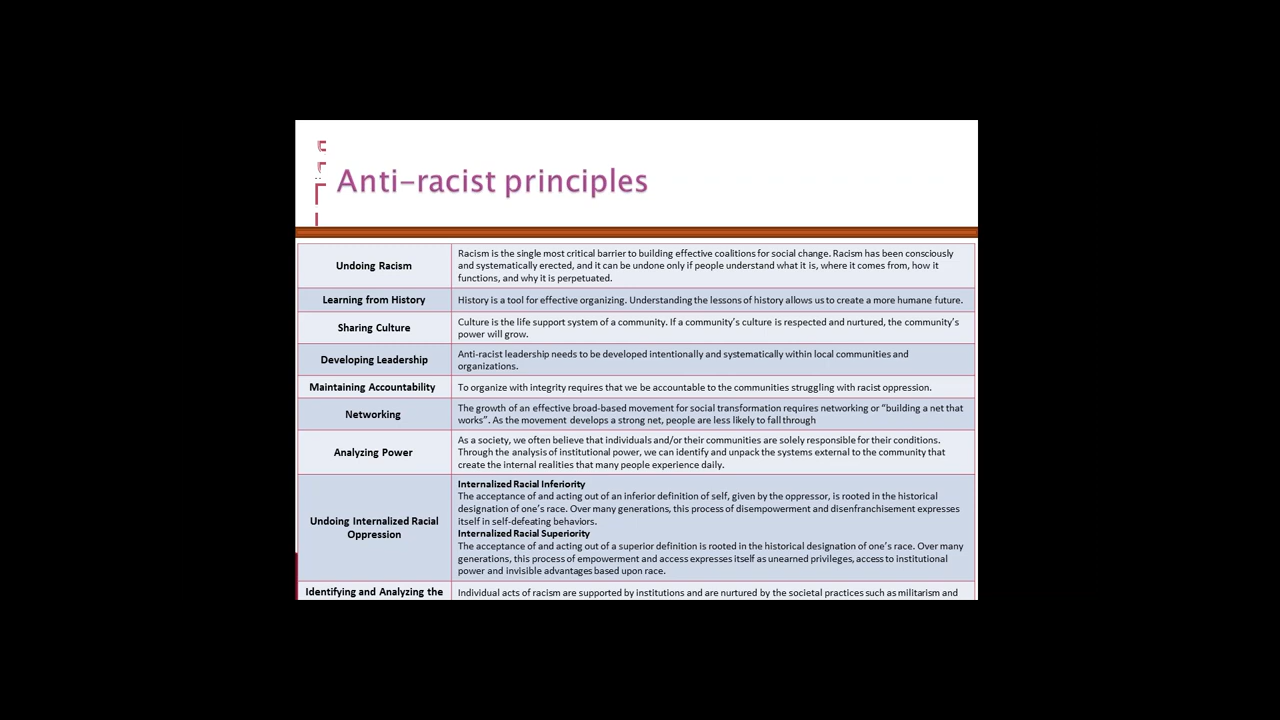 Anti-racist principles
Undoing Racism
Racism is the single most critical barrier to building effective coalitions for social change. Racism has been consciously
and systematically erected, and it can be undone only if people understand what it is, where it comes from, how it
functions, and why it is perpetuated.
Learning from History
History is a tool for effective organizing. Understanding the lessons of history allows us to create a more humane future.
Sharing Culture
Culture is the life support system of a community. If a community's culture is respected and nurtured, the community's
power will grow.
Developing Leadership
Anti-racist leadership needs to be developed intentionally and systematically within local communities and
organizations.
Maintaining Accountability
To organize with integrity requires that we be accountable to the communities struggling with racist oppression.
Networking
The growth of an effective broad-based movement for social transformation requires networking or “building a net that
works”. As the movement develops a strong net, people are less likely to fall through
Analyzing Power
As a society, we often believe that individuals and/or their communities are solely responsible for their conditions.
Through the analysis of institutional power, we can identify and unpack the systems external to the community that
create the internal realities that many people experience daily.
Undoing Internalized Racial
Oppression
Internalized Racial Inferiority
The acceptance of and acting out of an inferior definition of self, given by the oppressor, is rooted in the historical
designation of one's race. Over many generations, this process of disempowerment and disenfranchisement expresses
itself in self-defeating behaviors.
Internalized Racial Superiority
The acceptance of and acting out of a superior definition is rooted in the historical designation of one's race. Over many
generations, this process of empowerment and access expresses itself as unearned privileges, access to institutional
power and invisible advantages based upon race.
Identifying and Analyzing the
Individual acts of racism are supported by institutions and are nurtured by the societal practices such as militarism and